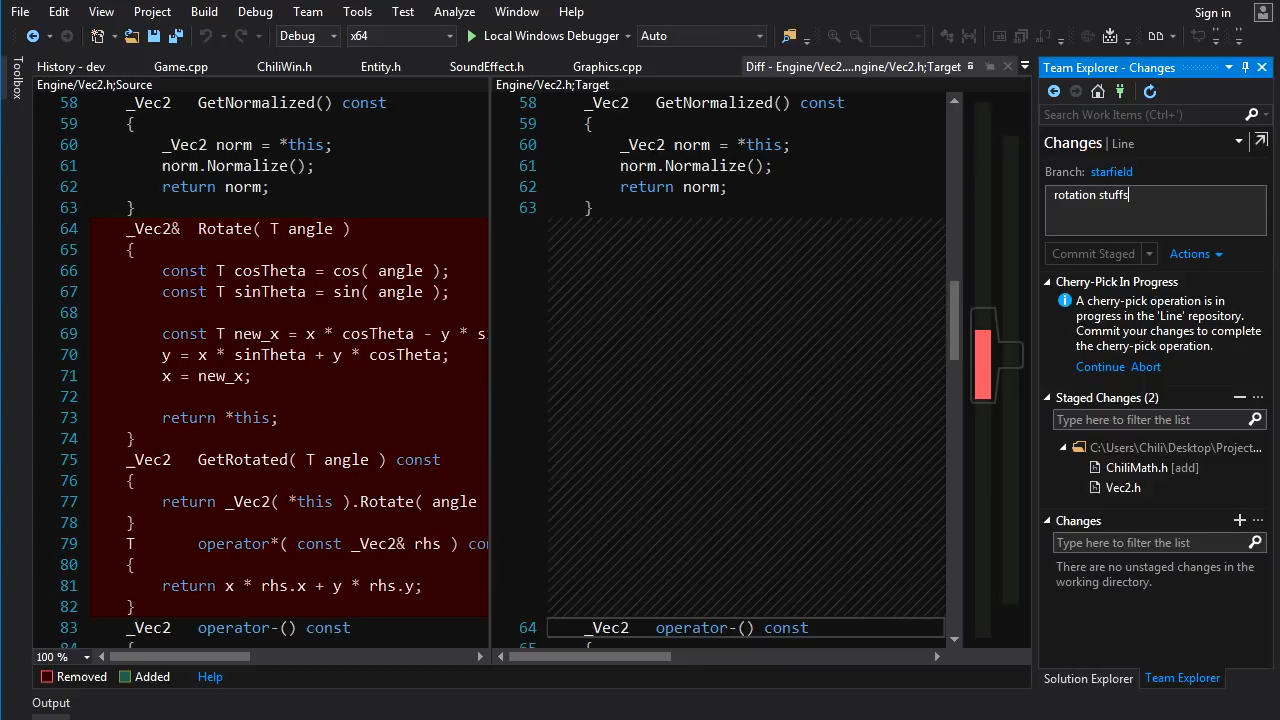 File Edit View Project Build Debug Team Tools Test Analyze Window Help
Sign in
Debug x64 Local Windows Debugger Auto
Toolbox
History - dev Game.cpp ChiliWin.h Entity.h SoundEffect.h Graphics.cpp Diff - Engine/Vec2....ngine/Vec2.h;Target
Engine/Vec2.h;Source
58 _Vec2 GetNormalized() const
59 {
60 _Vec2 norm = *this;
61 norm.Normalize();
62 return norm;
63 }
64 _Vec2& Rotate( T angle )
65 {
66 const T cosTheta = cos( angle );
67 const T sinTheta = sin( angle );
68
69 const T new_x = x * cosTheta - y * s
70 y = x * sinTheta + y * cosTheta;
71 x = new_x;
72
73 return *this;
74 }
75 _Vec2 GetRotated( T angle ) const
76 {
77 return _Vec2( *this ).Rotate( angle
78 }
79 T operator*( const _Vec2& rhs ) co
80 {
81 return x * rhs.x + y * rhs.y;
82 }
83 _Vec2 operator-() const
84 {
100 %
Engine/Vec2.h;Target
58 _Vec2 GetNormalized() const
59 {
60 _Vec2 norm = *this;
61 norm.Normalize();
62 return norm;
63 }
64 _Vec2 operator-() const
65 {
Removed Added Help
Output
Team Explorer - Changes
Search Work Items (Ctrl+')
Changes | Line
Branch: starfield
rotation stuffs
Commit Staged Actions
Cherry-Pick In Progress
A cherry-pick operation is in
progress in the 'Line' repository.
Commit your changes to complete
the cherry-pick operation.
Continue Abort
Staged Changes (2)
Type here to filter the list
C:\Users\Chili\Desktop\Project...
ChiliMath.h [add]
Vec2.h
Changes
Type here to filter the list
There are no unstaged changes in the
working directory.
Solution Explorer Team Explorer